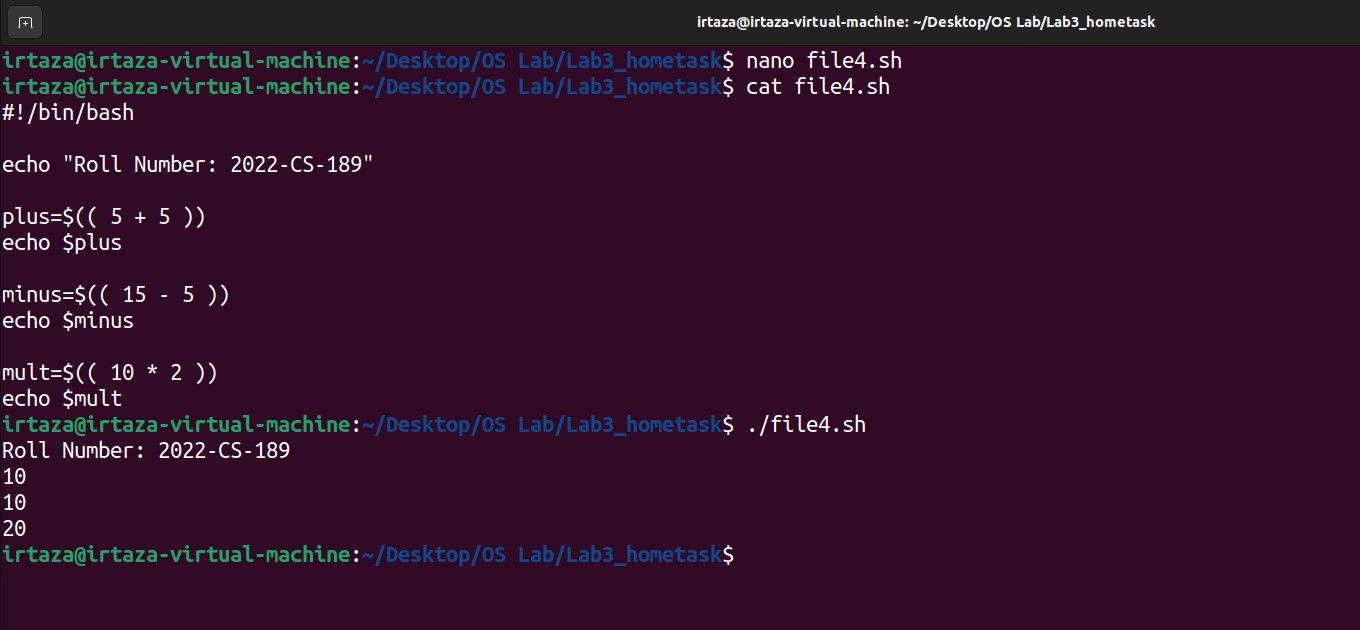 irtaza@irtaza-virtual-machine: ~/Desktop/OS Lab/Lab3_hometask
irtaza@irtaza-virtual-machine:~/Desktop/OS Lab/Lab3_hometask$ nano file4.sh
irtaza@irtaza-virtual-machine:~/Desktop/OS Lab/Lab3_hometask$ cat file4.sh
#!/bin/bash
echo "Roll Number: 2022-CS-189"
plus=$(( 5 + 5 ))
echo $plus
minus=$(( 15 - 5 ))
echo $minus
mult=$(( 10 * 2 ))
echo $mult
irtaza@irtaza-virtual-machine:~/Desktop/OS Lab/Lab3_hometask$ ./file4.sh
Roll Number: 2022-CS-189
10
10
20
irtaza@irtaza-virtual-machine:~/Desktop/OS Lab/Lab3_hometask$